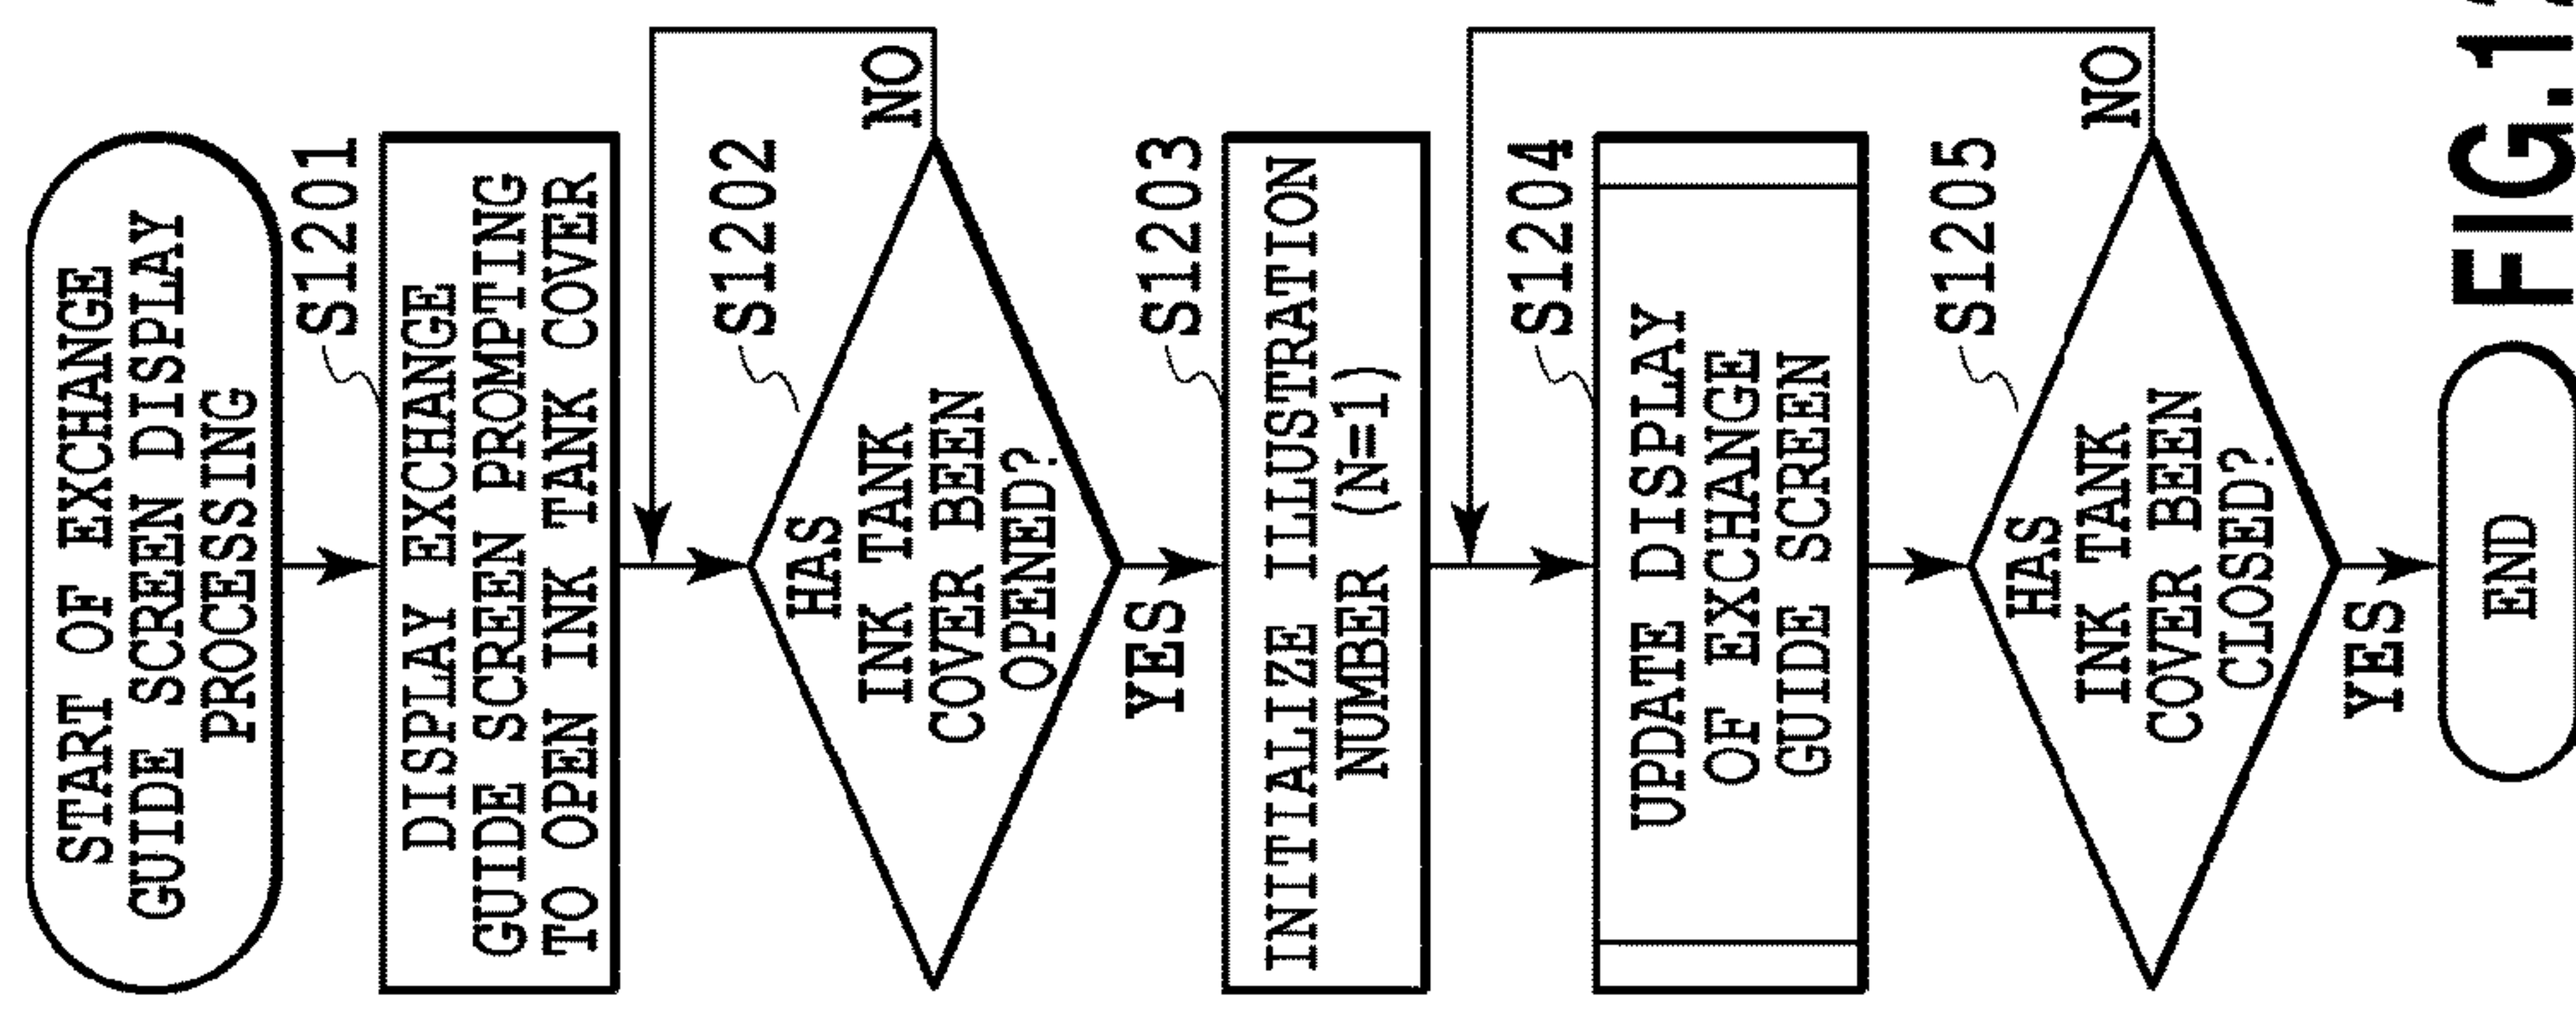 START OF EXCHANGE
GUIDE SCREEN DISPLAY
PROCESSING
S1201
DISPLAY EXCHANGE
GUIDE SCREEN PROMPTING
TO OPEN INK TANK COVER
S1202
HAS
INK TANK
COVER BEEN
OPENED?
NO
YES
S1203
INITIALIZE ILLUSTRATION
NUMBER (N=1)
S1204
UPDATE DISPLAY
OF EXCHANGE
GUIDE SCREEN
S1205
HAS
INK TANK
COVER BEEN
CLOSED?
NO
YES
END